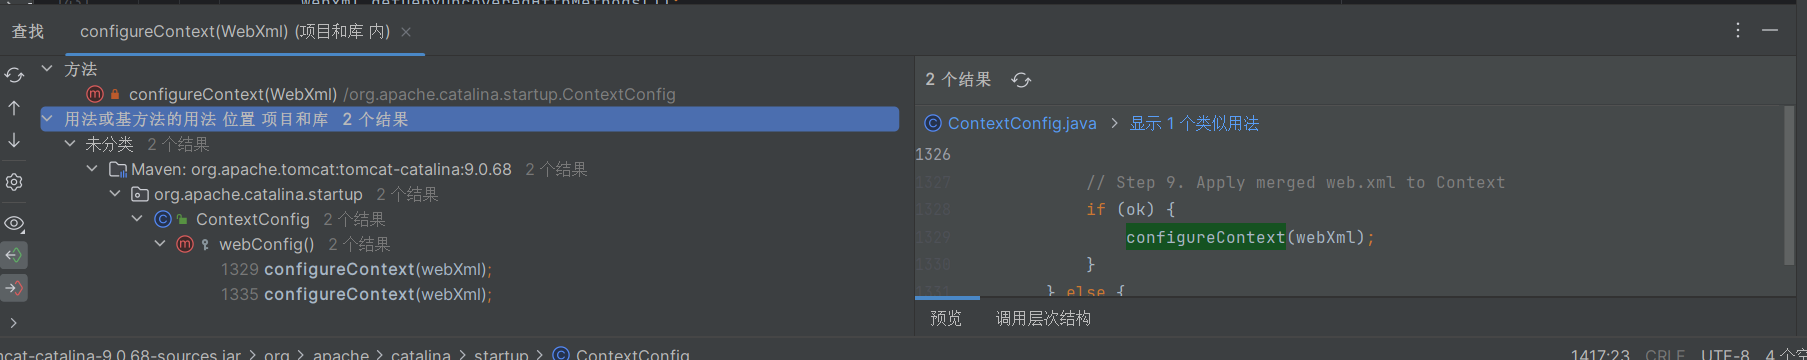 查找 configureContext(WebXml) (项目和库 内)
方法
configureContext(WebXml) /org.apache.catalina.startup.ContextConfig
用法或基方法的用法 位置 项目和库 2 个结果
未分类 2 个结果
Maven: org.apache.tomcat:tomcat-catalina:9.0.68 2 个结果
org.apache.catalina.startup 2 个结果
ContextConfig 2 个结果
webConfig() 2 个结果
1329 configureContext(webXml);
1335 configureContext(webXml);
2 个结果
ContextConfig.java > 显示 1 个类似用法
1326
1327 // Step 9. Apply merged web.xml to Context
1328 if (ok) {
1329 configureContext(webXml);
1330 }
1331 } else {
预览 调用层次结构
cat-catalina-9.0.68-sources.jar > org > apache > catalina > startup > ContextConfig
1417:23 CRLF UTF-8 4 个